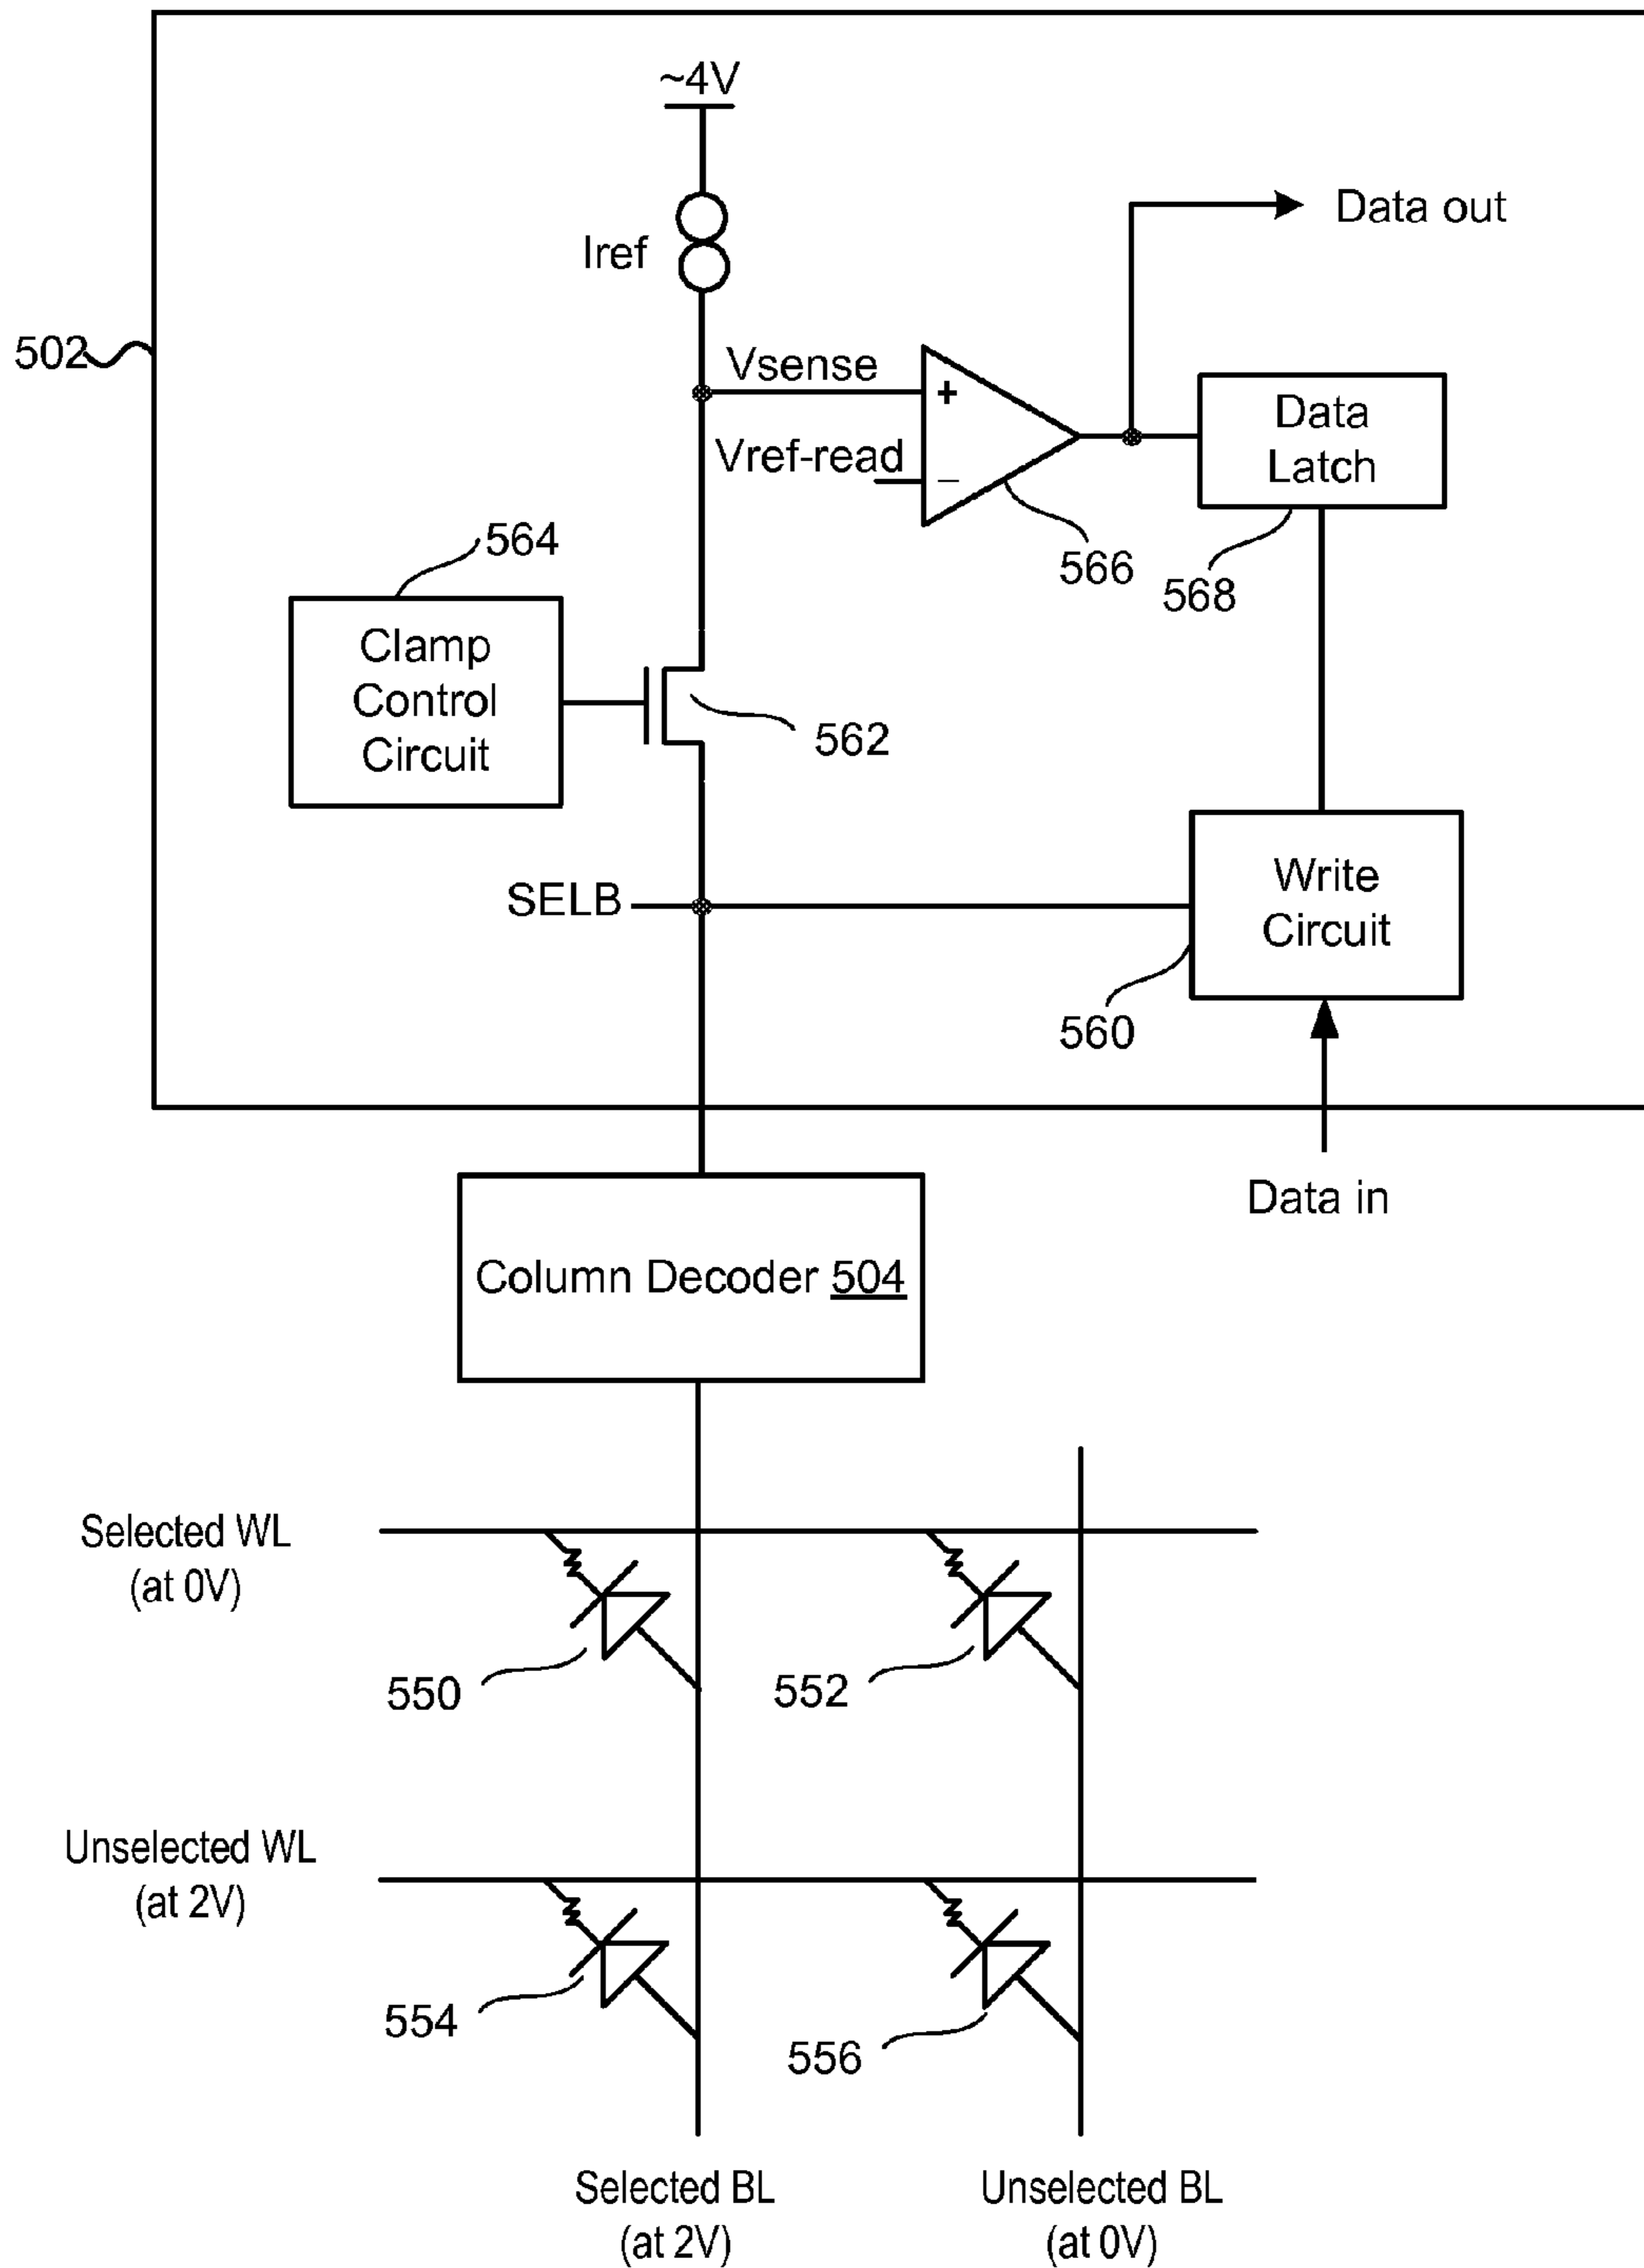 ~4V
Data out
Iref
502
Vsense
+
Data
Latch
Vref-read
–
564
566
568
Clamp
Control
Circuit
562
Write
Circuit
SELB
560
Data in
Column Decoder 504
Selected WL
(at 0V)
550
552
Unselected WL
(at 2V)
554
556
Selected BL
(at 2V)
Unselected BL
(at 0V)